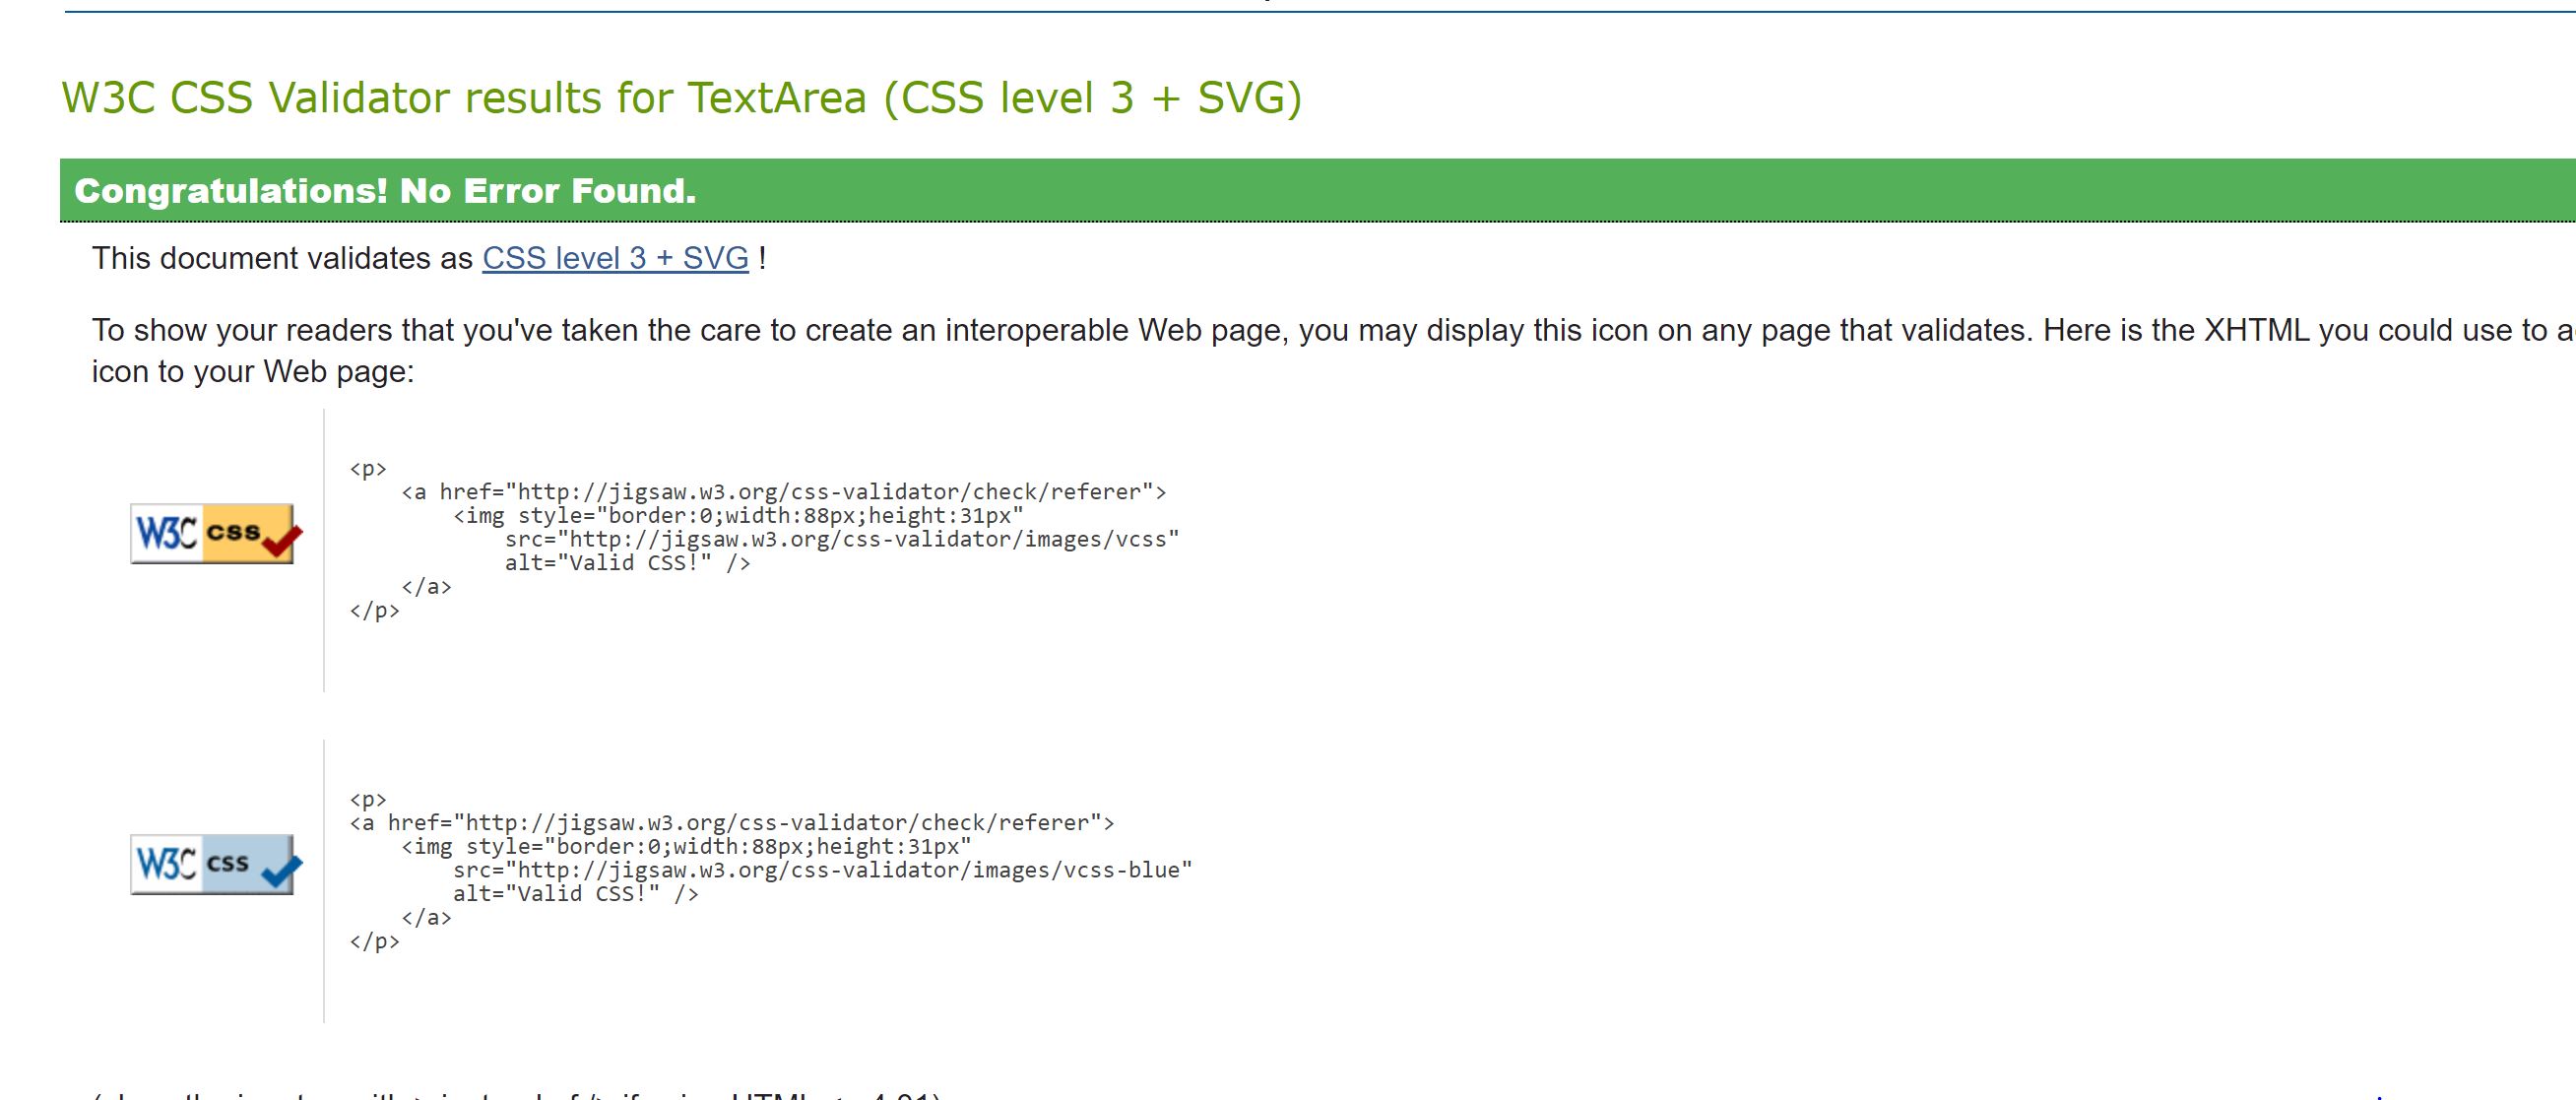 W3C CSS Validator results for TextArea (CSS level 3 + SVG)
Congratulations! No Error Found.
This document validates as CSS level 3 + SVG !
To show your readers that you've taken the care to create an interoperable Web page, you may display this icon on any page that validates. Here is the XHTML you could use to
icon to your Web page:
W3C css
<p>
    <a href="http://jigsaw.w3.org/css-validator/check/referer">
        <img style="border:0;width:88px;height:31px"
            src="http://jigsaw.w3.org/css-validator/images/vcss"
            alt="Valid CSS!" />
    </a>
</p>
W3C css
<p>
<a href="http://jigsaw.w3.org/css-validator/check/referer">
    <img style="border:0;width:88px;height:31px"
        src="http://jigsaw.w3.org/css-validator/images/vcss-blue"
        alt="Valid CSS!" />
    </a>
</p>